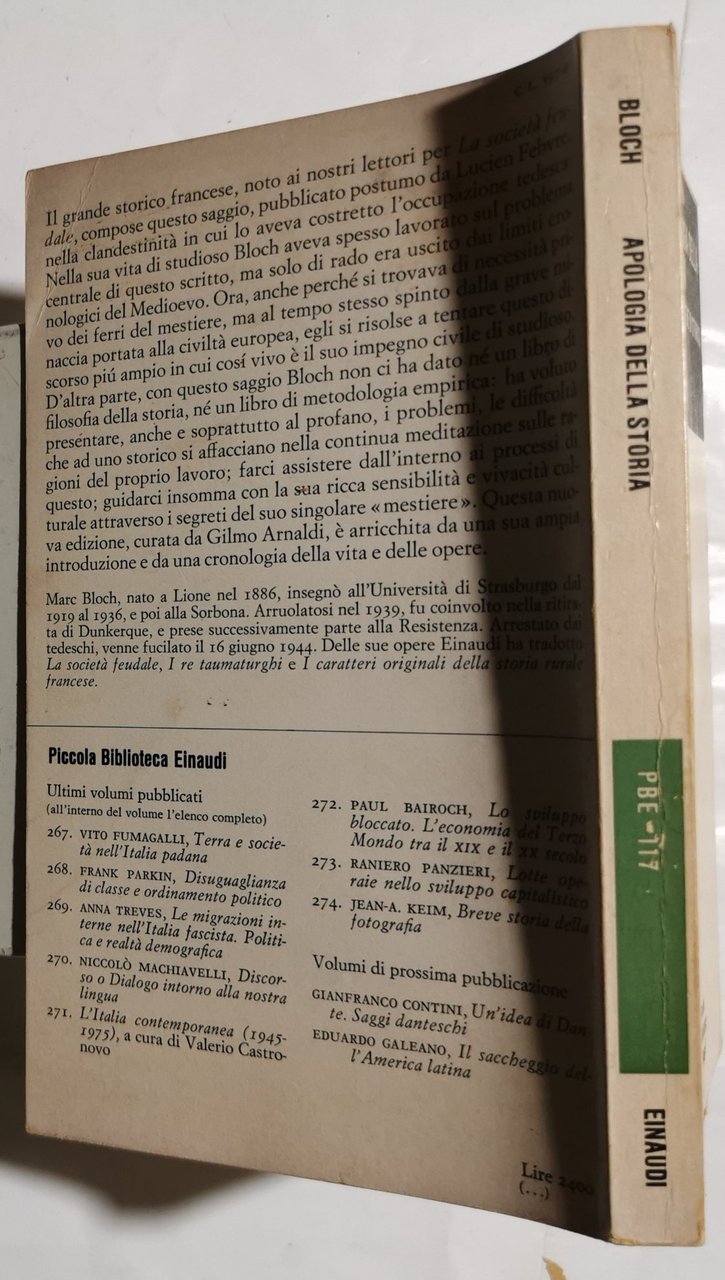 Il grande storico francese, noto ai nostri lettori per La società feu-
dale, compose questo saggio, pubblicato postumo da Lucien Febvre,
nella clandestinità in cui lo aveva costretto l'occupazione tedesca.
Nella sua vita di studioso Bloch aveva spesso lavorato sul problema
centrale di questo scritto, ma solo di rado era uscito dai limiti cro-
nologici del Medioevo. Ora, anche perché si trovava di necessità pri-
vo dei ferri del mestiere, ma al tempo stesso spinto dalla grave mi-
naccia portata alla civiltà europea, egli si risolse a tentare questo di-
scorso piú ampio in cui cosí vivo è il suo impegno civile di studioso.
D'altra parte, con questo saggio Bloch non ci ha dato né un libro di
filosofia della storia, né un libro di metodologia empirica: ha voluto
presentare, anche e soprattutto al profano, i problemi, le difficoltà
che ad uno storico si affacciano nella continua meditazione sulle ra-
gioni del proprio lavoro; farci assistere dall'interno ai processi di
questo; guidarci insomma con la sua ricca sensibilità e vivacità cul-
turale attraverso i segreti del suo singolare «mestiere». Questa nuo-
va edizione, curata da Gilmo Arnaldi, è arricchita da una sua ampia
introduzione e da una cronologia della vita e delle opere.
Marc Bloch, nato a Lione nel 1886, insegnò all'Università di Strasburgo dal
1919 al 1936, e poi alla Sorbona. Arruolatosi nel 1939, fu coinvolto nella ritira-
ta di Dunkerque, e prese successivamente parte alla Resistenza. Arrestato dai
tedeschi, venne fucilato il 16 giugno 1944. Delle sue opere Einaudi ha tradotto
La società feudale, I re taumaturghi e I caratteri originali della storia rurale
francese.
Piccola Biblioteca Einaudi
Ultimi volumi pubblicati
(all'interno del volume l'elenco completo)
267. VITO FUMAGALLI, Terra e socie-
tà nell'Italia padana
268. FRANK PARKIN, Disuguaglianza
di classe e ordinamento politico
269. ANNA TREVES, Le migrazioni in-
terne nell'Italia fascista. Politi-
ca e realtà demografica
270. NICCOLÒ MACHIAVELLI, Discor-
so o Dialogo intorno alla nostra
lingua
271. L'Italia contemporanea (1945-
1975), a cura di Valerio Castro-
novo
272. PAUL BAIROCH, Lo sviluppo
bloccato. L'economia del Terzo
Mondo tra il XIX e il XX secolo
273. RANIERO PANZIERI, Lotte ope-
raie nello sviluppo capitalistico
274. JEAN-A. KEIM, Breve storia della
fotografia
Volumi di prossima pubblicazione
GIANFRANCO CONTINI, Un'idea di Dan-
te. Saggi danteschi
EDUARDO GALEANO, Il saccheggio del-
l'America latina
Lire 2400
(...)
BLOCH APOLOGIA DELLA STORIA
PBE-117
EINAUDI